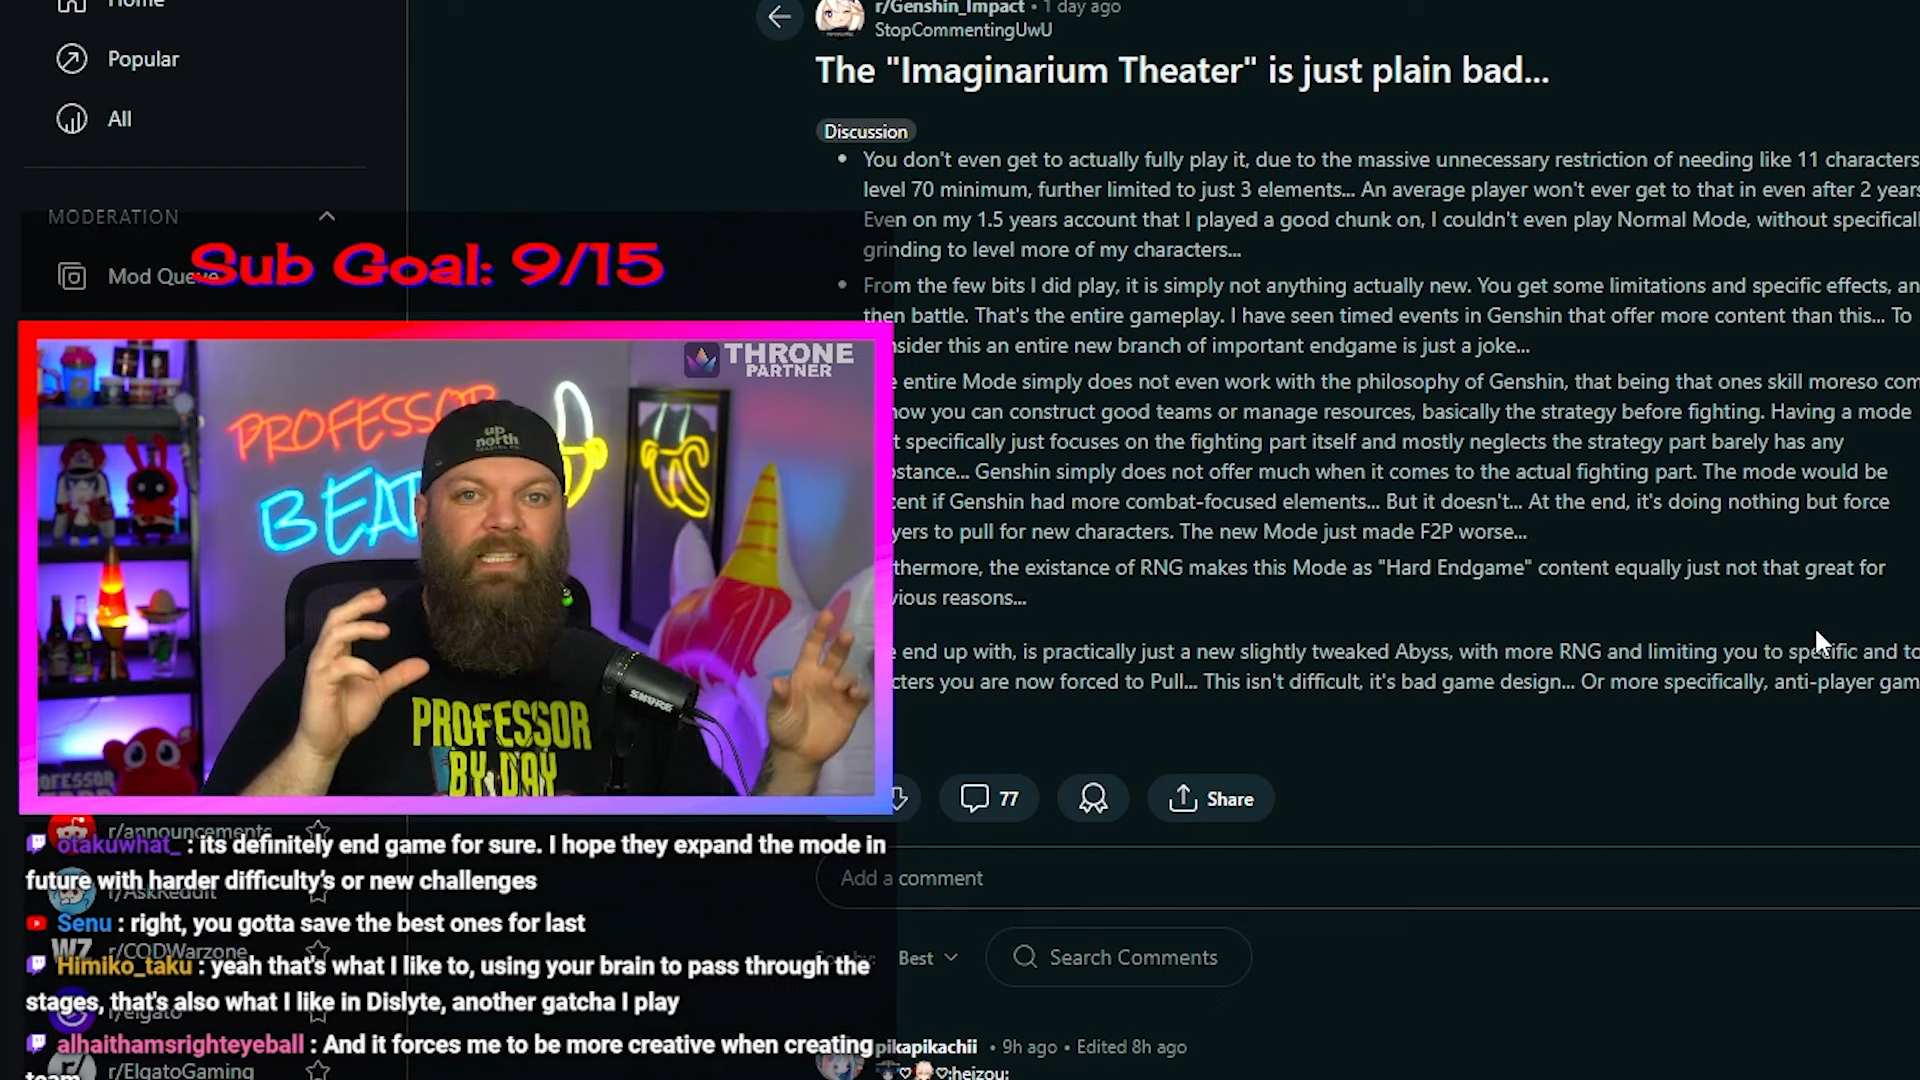 Home
Popular
All
MODERATION
Mod Queue
Sub Goal: 9/15
r/Genshin_Impact • 1 day ago
StopCommentingUwU
The "Imaginarium Theater" is just plain bad...
Discussion
You don't even get to actually fully play it, due to the massive unnecessary restriction of needing like 11 characters
level 70 minimum, further limited to just 3 elements... An average player won't ever get to that in even after 2 years
Even on my 1.5 years account that I played a good chunk on, I couldn't even play Normal Mode, without specificall
grinding to level more of my characters...
From the few bits I did play, it is simply not anything actually new. You get some limitations and specific effects, an
then battle. That's the entire gameplay. I have seen timed events in Genshin that offer more content than this... To
nsider this an entire new branch of important endgame is just a joke...
e entire Mode simply does not even work with the philosophy of Genshin, that being that ones skill moreso com
how you can construct good teams or manage resources, basically the strategy before fighting. Having a mode
t specifically just focuses on the fighting part itself and mostly neglects the strategy part barely has any
bstance... Genshin simply does not offer much when it comes to the actual fighting part. The mode would be
cent if Genshin had more combat-focused elements... But it doesn't... At the end, it's doing nothing but force
yers to pull for new characters. The new Mode just made F2P worse...
thermore, the existance of RNG makes this Mode as "Hard Endgame" content equally just not that great for
vious reasons...
e end up with, is practically just a new slightly tweaked Abyss, with more RNG and limiting you to specific and to
cters you are now forced to Pull... This isn't difficult, it's bad game design... Or more specifically, anti-player gam
77
Share
Add a comment
Best
Search Comments
pikapikachii • 9h ago • Edited 8h ago
:heizou:
THRONE
PARTNER
PROFESSOR
BEA
up
north
PROFESSOR
BY DAY
SHURE
r/announcements
otakuwhat_ : its definitely end game for sure. I hope they expand the mode in
future with harder difficulty's or new challenges
r/AskReddit
Senu : right, you gotta save the best ones for last
WZ r/CODWarzone
Himiko_taku : yeah that's what I like to, using your brain to pass through the
stages, that's also what I like in Dislyte, another gatcha I play
r/elgato
alhaithamsrighteyeball : And it forces me to be more creative when creating
team
r/ElgatoGaming